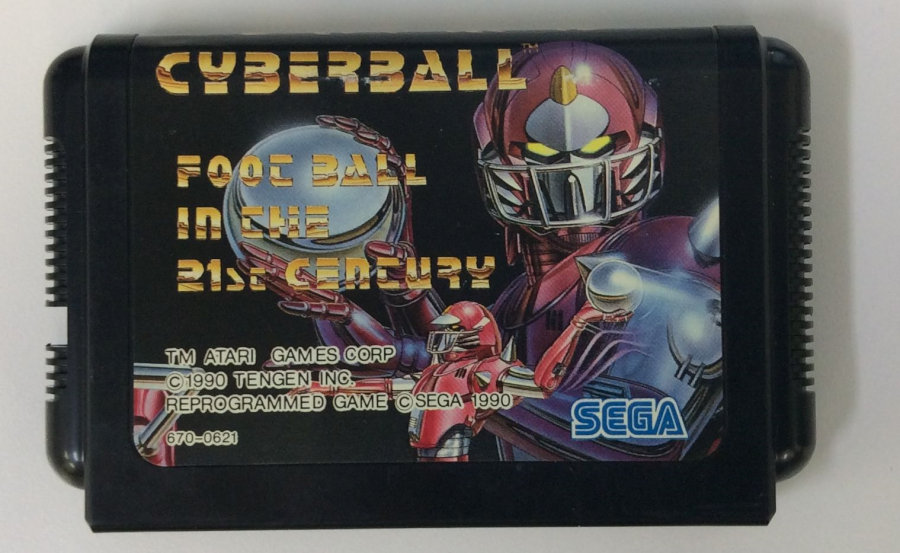 CYBERBALL™
FOOT BALL
IN THE
21st CENTURY
TM ATARI GAMES CORP
©1990 TENGEN INC.
REPROGRAMMED GAME ©SEGA 1990
670-0621
SEGA